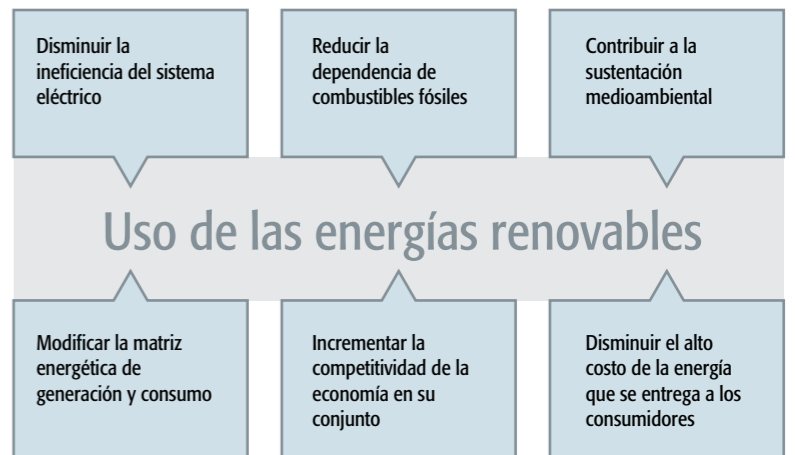 Disminuir la
ineficiencia del sistema
eléctrico
Reducir la
dependencia de
combustibles fósiles
Contribuir a la
sustentación
medioambiental
Uso de las energías renovables
Modificar la matriz
energética de
generación y consumo
Incrementar la
competitividad de la
economía en su
conjunto
Disminuir el alto
costo de la energía
que se entrega a los
consumidores